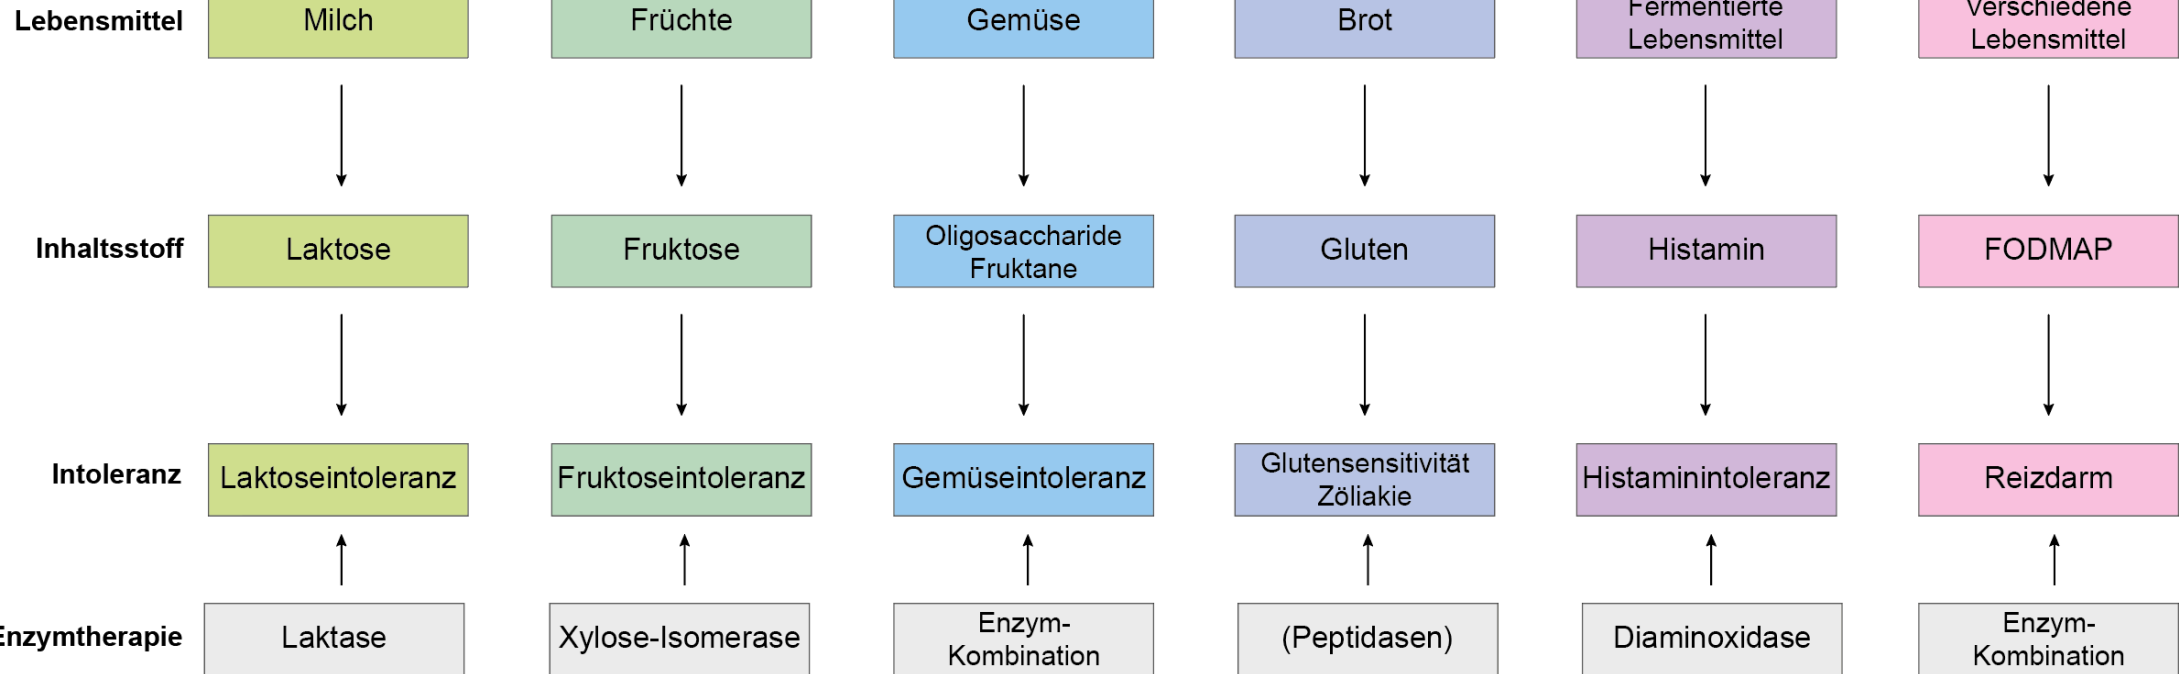 Lebensmittel Milch Früchte Gemüse Brot Fermentierte Verschiedene
Lebensmittel Lebensmittel
Inhaltsstoff Laktose Fruktose Oligosaccharide Gluten Histamin FODMAP
Fruktane
Intoleranz Laktoseintoleranz Fruktoseintoleranz Gemüseintoleranz Glutensensitivität Histaminintoleranz Reizdarm
Zöliakie
Enzymtherapie Laktase Xylose-Isomerase Enzym- (Peptidasen) Diaminoxidase Enzym-
Kombination Kombination